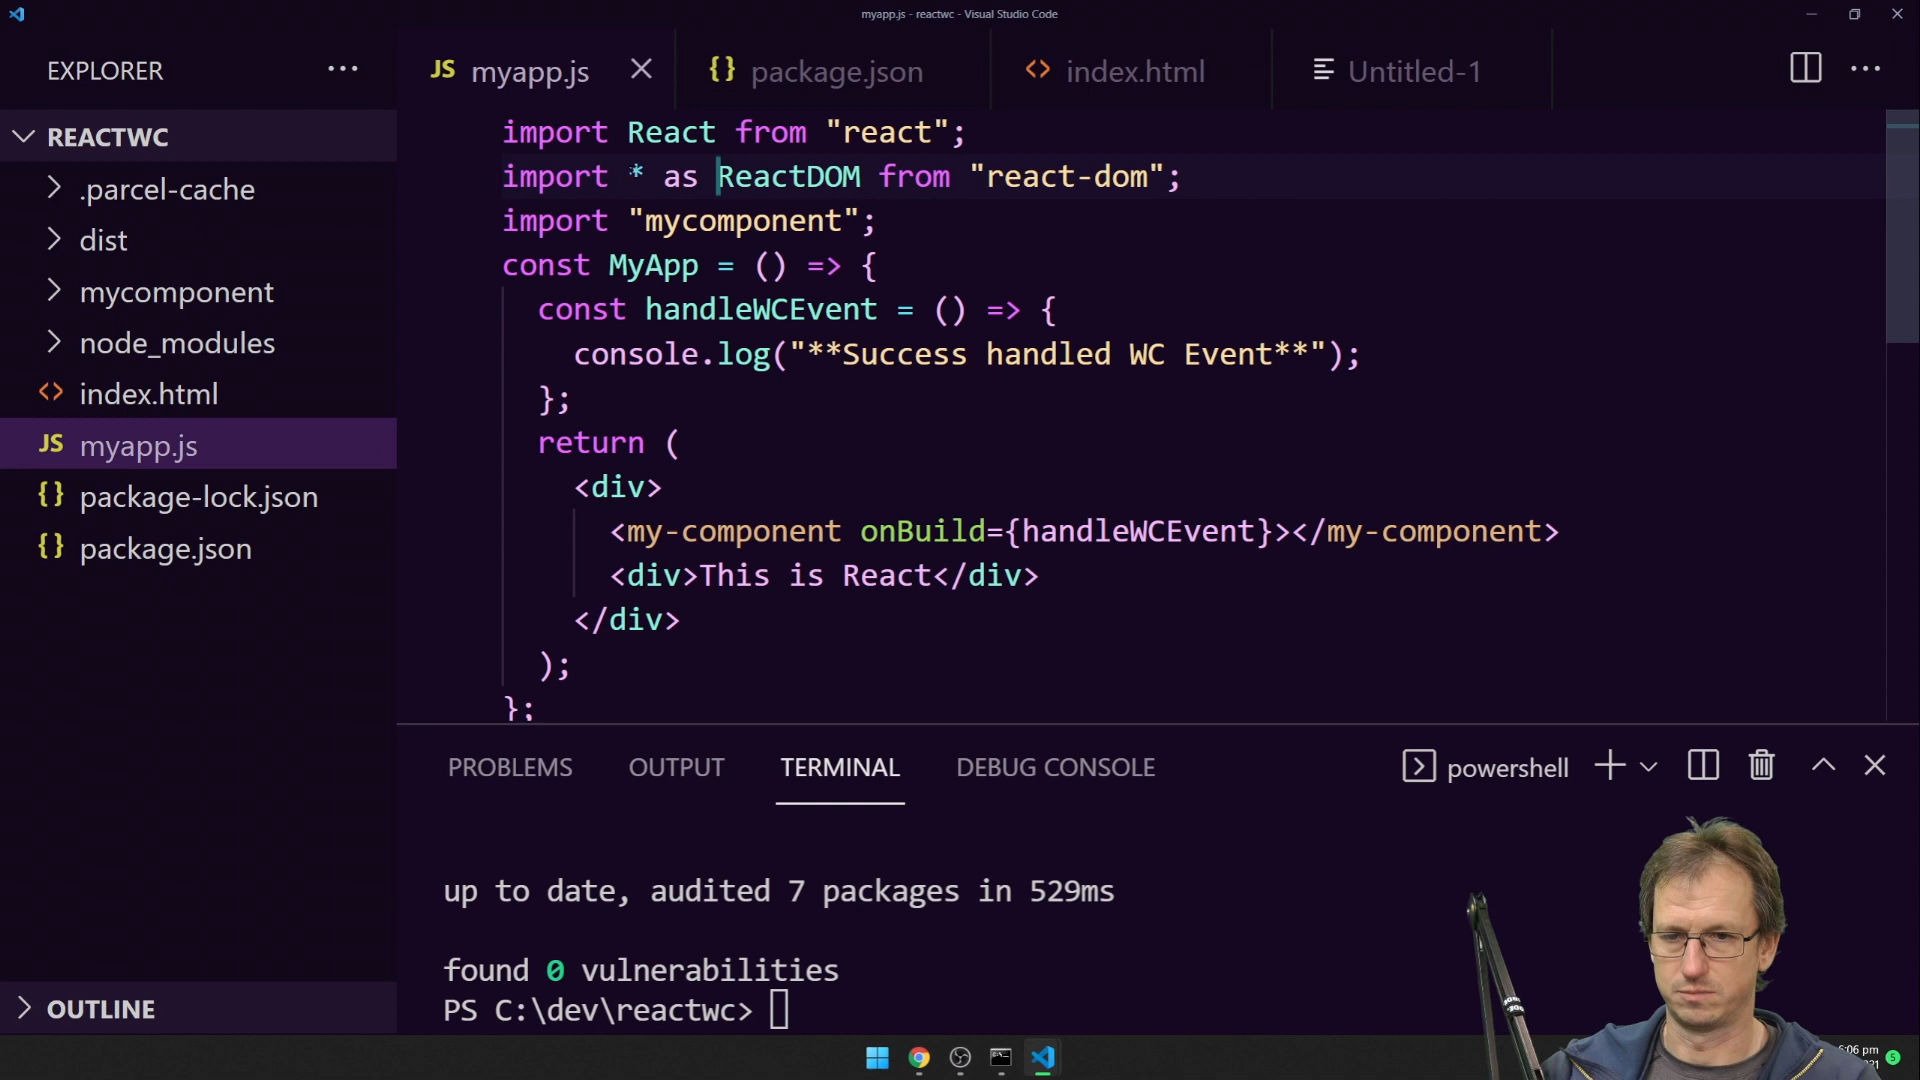 myapp.js - reactwc - Visual Studio Code
EXPLORER
REACTWC
.parcel-cache
dist
mycomponent
node_modules
index.html
JS myapp.js
{} package-lock.json
{} package.json
OUTLINE
JS myapp.js
{} package.json
index.html
Untitled-1
import React from "react";
import * as ReactDOM from "react-dom";
import "mycomponent";
const MyApp = () => {
const handleWCEvent = () => {
console.log("**Success handled WC Event**");
};
return (
<div>
<my-component onBuild={handleWCEvent}></my-component>
<div>This is React</div>
</div>
);
};
PROBLEMS OUTPUT TERMINAL DEBUG CONSOLE
powershell
up to date, audited 7 packages in 529ms
found 0 vulnerabilities
PS C:\dev\reactwc>
:06 pm
5